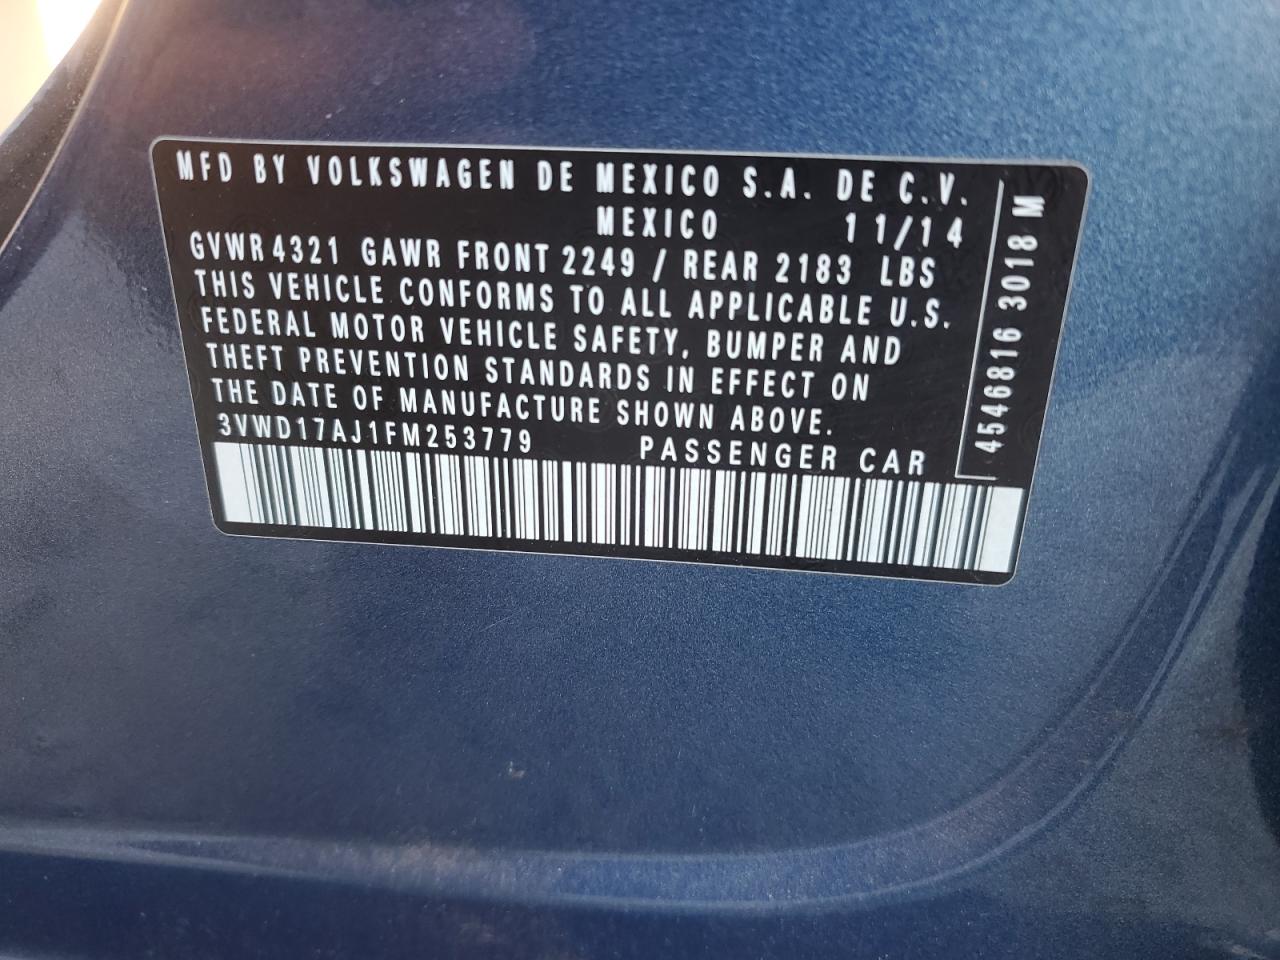 MFD BY VOLKSWAGEN DE MEXICO S.A. DE C.V.
MEXICO 11/14
GVWR 4321 GAWR FRONT 2249 / REAR 2183 LBS
THIS VEHICLE CONFORMS TO ALL APPLICABLE U.S.
FEDERAL MOTOR VEHICLE SAFETY, BUMPER AND
THEFT PREVENTION STANDARDS IN EFFECT ON
THE DATE OF MANUFACTURE SHOWN ABOVE.
3VWD17AJ1FM253779 PASSENGER CAR
4546816 3018 M